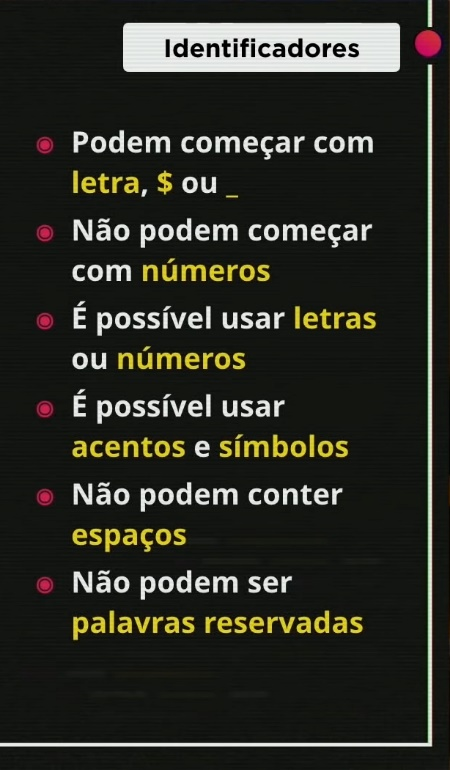 Identificadores
Podem começar com
letra, $ ou _
Não podem começar
com números
É possível usar letras
ou números
É possível usar
acentos e símbolos
Não podem conter
espaços
Não podem ser
palavras reservadas